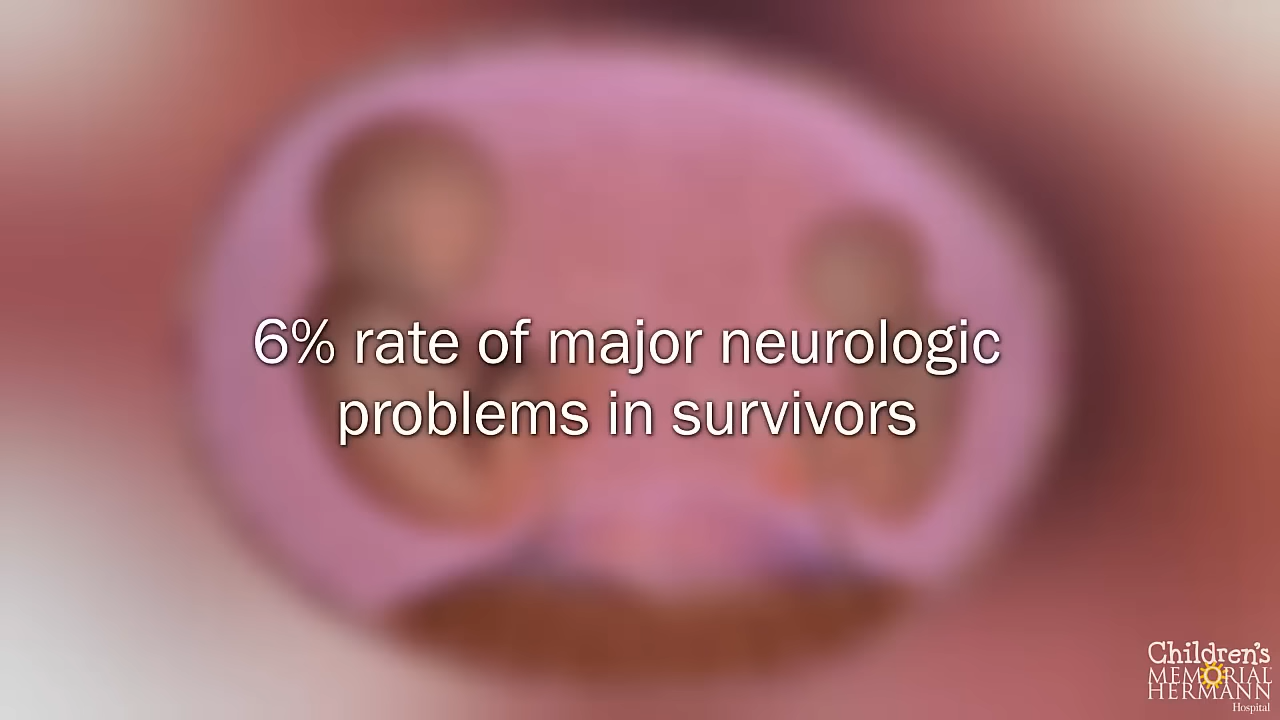 6% rate of major neurologic
problems in survivors
Children's
MEMORIAL
HERMANN
Hospital